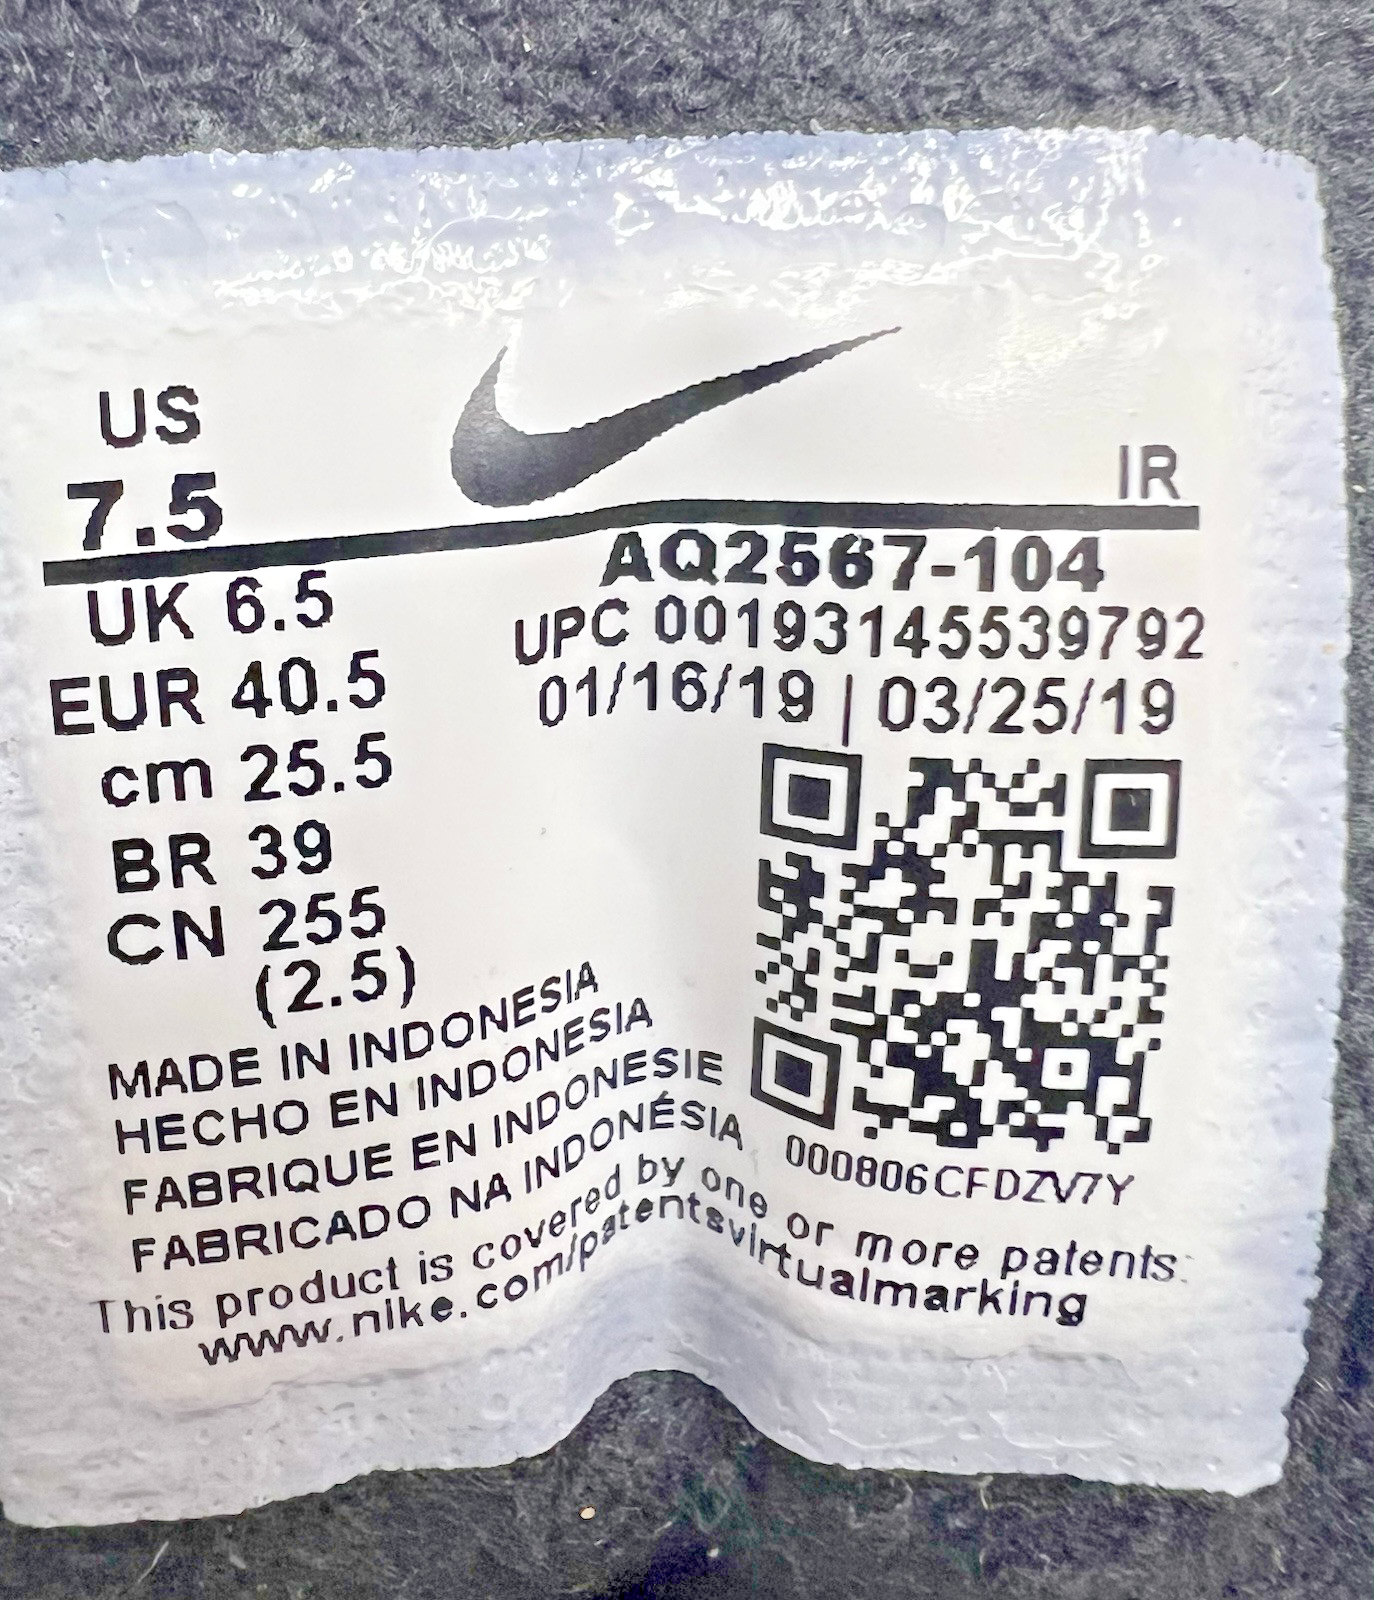 US
7.5
IR
UK 6.5
EUR 40.5
cm 25.5
BR 39
CN 255
(2.5)
AQ2567-104
UPC 00193145539792
01/16/19 | 03/25/19
000806CFDZV7Y
MADE IN INDONESIA
HECHO EN INDONESIA
FABRIQUE EN INDONESIE
FABRICADO NA INDONÉSIA
This product is covered by one or more patents:
www.nike.com/patentsvirtualmarking